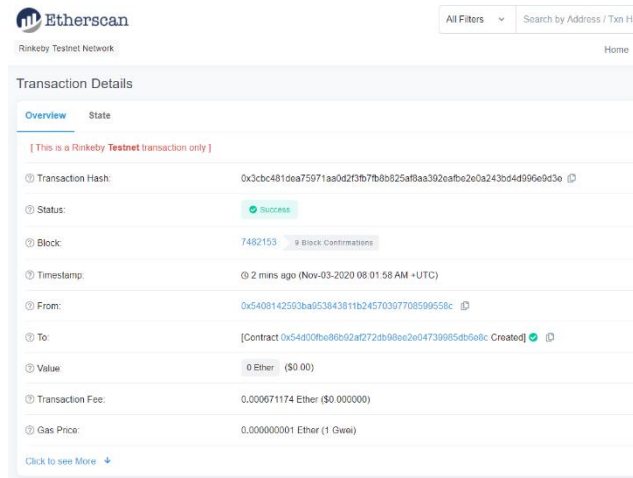 Etherscan
All Filters Search by Address / Txn H
Rinkeby Testnet Network
Home
Transaction Details
Overview State
[ This is a Rinkeby Testnet transaction only ]
Transaction Hash: 0x3cbc481dea75971aa0d2f3fb7fb8b825af8aa392eafbe2e0a243bd4d996e9d3e
Status: Success
Block: 7482153 9 Block Confirmations
Timestamp: 2 mins ago (Nov-03-2020 08:01:58 AM +UTC)
From: 0x5408142593ba953843811b24570397708599558c
To: [Contract 0x54d00fbe86b92af272db98ee2e04739985db6e8c Created]
Value 0 Ether ($0.00)
Transaction Fee: 0.000671174 Ether ($0.000000)
Gas Price: 0.000000001 Ether (1 Gwei)
Click to see More